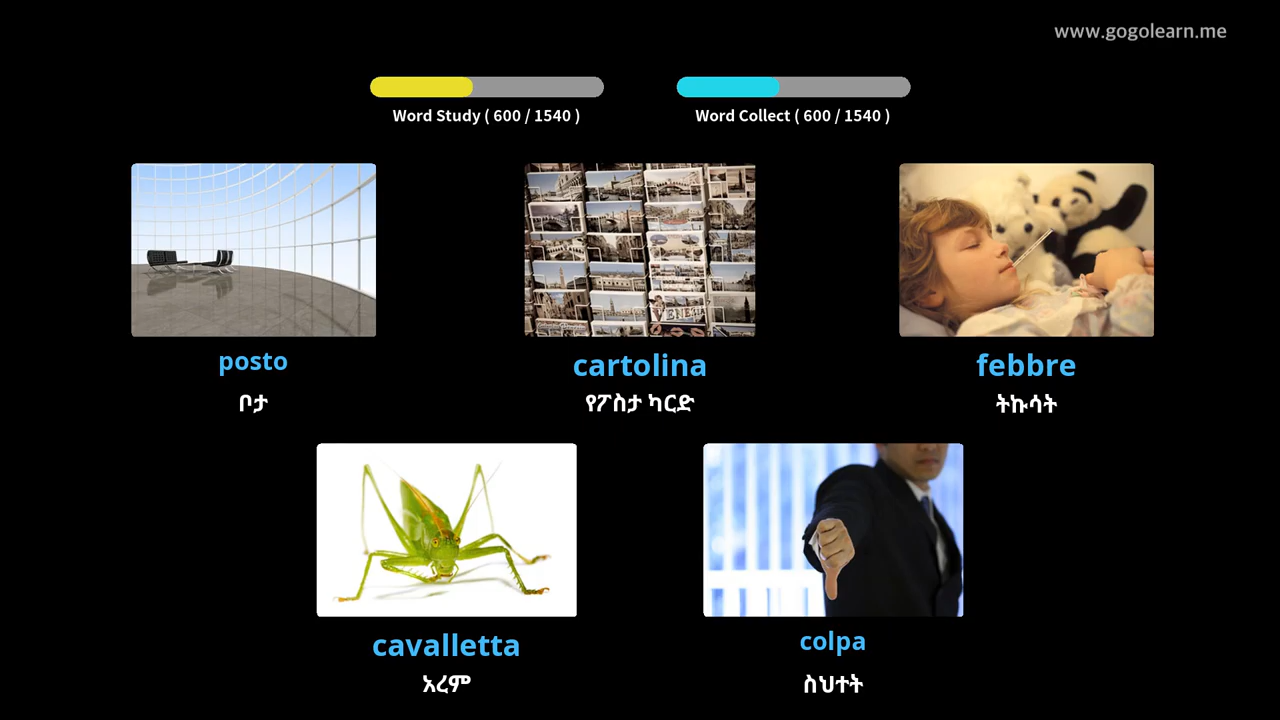 www.gogolearn.me
Word Study ( 600 / 1540 )
Word Collect ( 600 / 1540 )
VENEZ
posto
ቦታ
cartolina
የፖስታ ካርድ
febbre
ትኩሳት
cavalletta
አረም
colpa
ስህተት